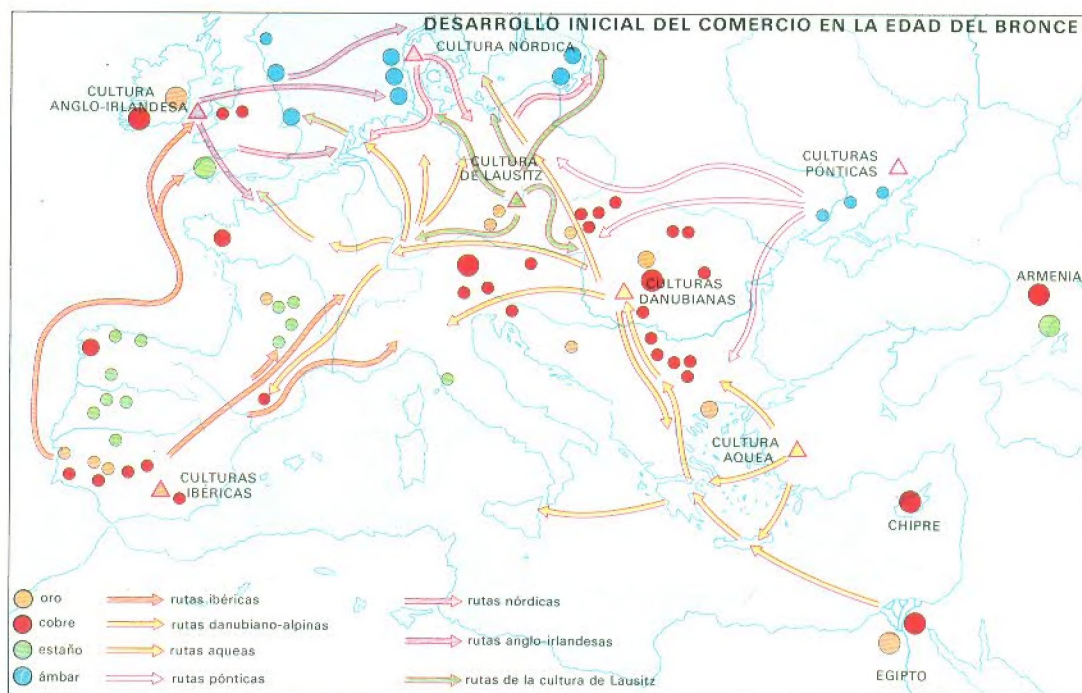 DESARROLLO INICIAL DEL COMERCIO EN LA EDAD DEL BRONCE
CULTURA NÓRDICA
CULTURA
ANGLO-IRLANDESA
CULTURA
DE LAUSITZ
CULTURAS
PÓNTICAS
CULTURAS
DANUBIANAS
ARMENIA
CULTURA
AQUEA
CULTURAS
IBÉRICAS
CHIPRE
EGIPTO
oro
cobre
estaño
ámbar
rutas ibéricas
rutas danubiano-alpinas
rutas aqueas
rutas pónticas
rutas nórdicas
rutas anglo-irlandesas
rutas de la cultura de Lausitz